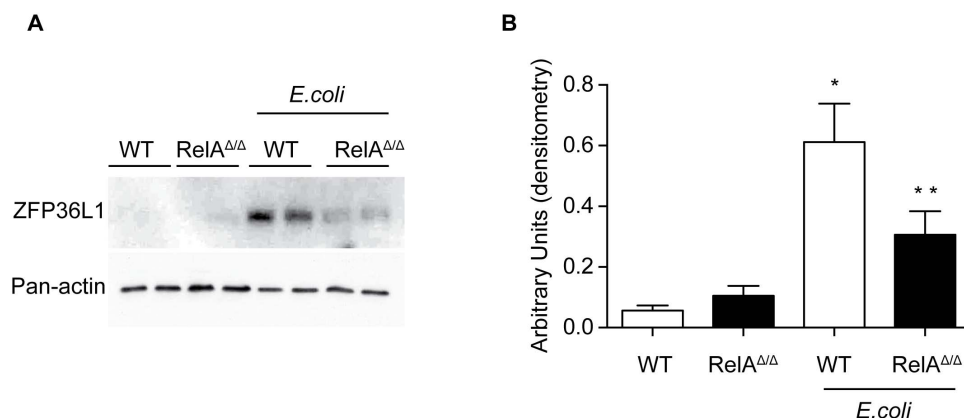 A
E.coli
WT RelAΔ/Δ WT RelAΔ/Δ
ZFP36L1
Pan-actin
B
Arbitrary Units (densitometry)
0.8
0.6
0.4
0.2
0.0
*
**
WT RelAΔ/Δ WT RelAΔ/Δ
E.coli